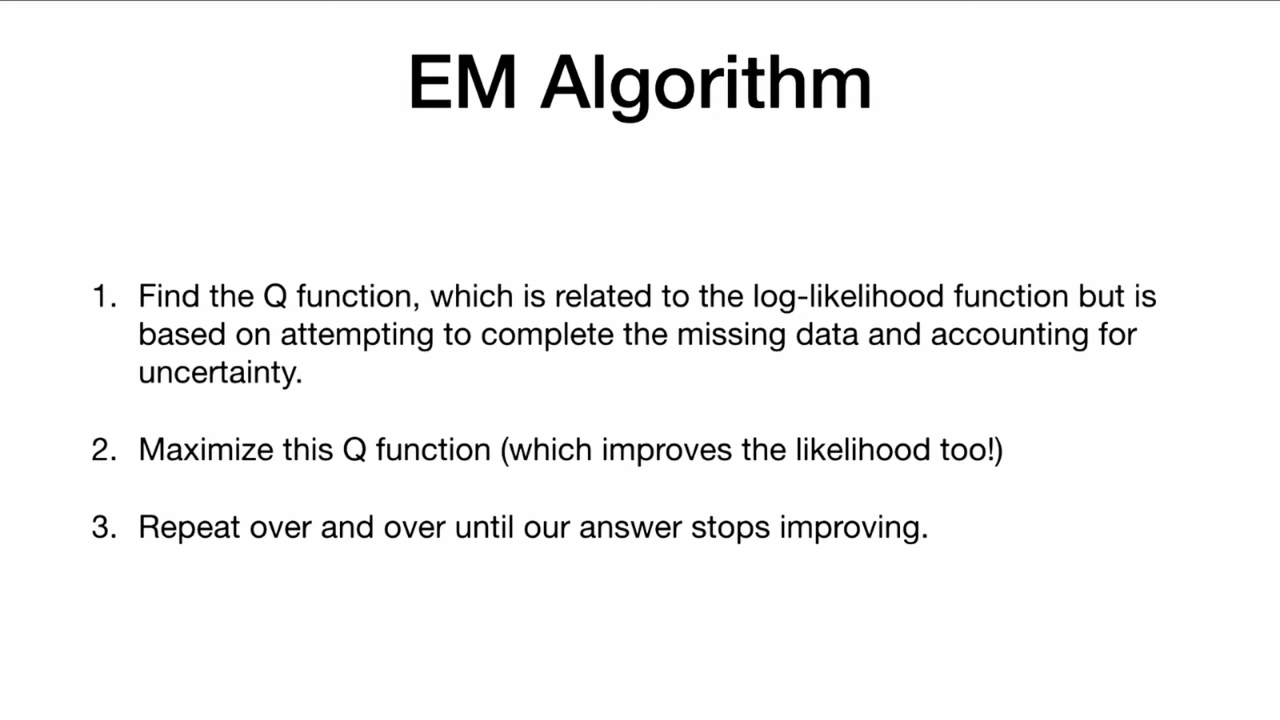 EM Algorithm
1. Find the Q function, which is related to the log-likelihood function but is
based on attempting to complete the missing data and accounting for
uncertainty.
2. Maximize this Q function (which improves the likelihood too!)
3. Repeat over and over until our answer stops improving.